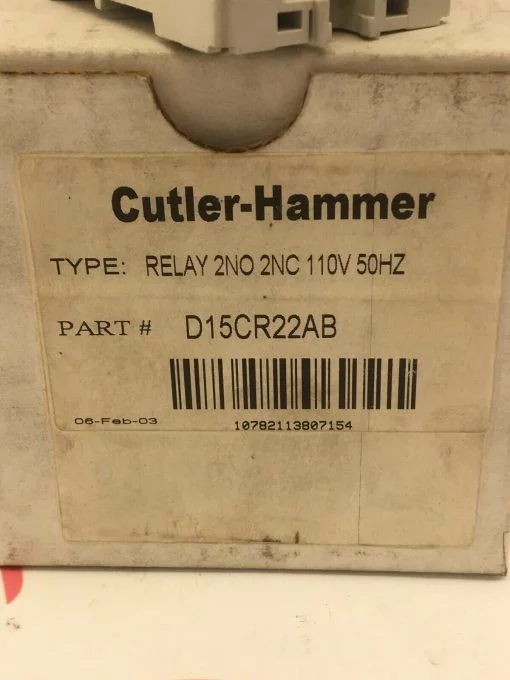 Cutler-Hammer
TYPE: RELAY 2NO 2NC 110V 50HZ
PART # D15CR22AB
06-Feb-03
10782113807154